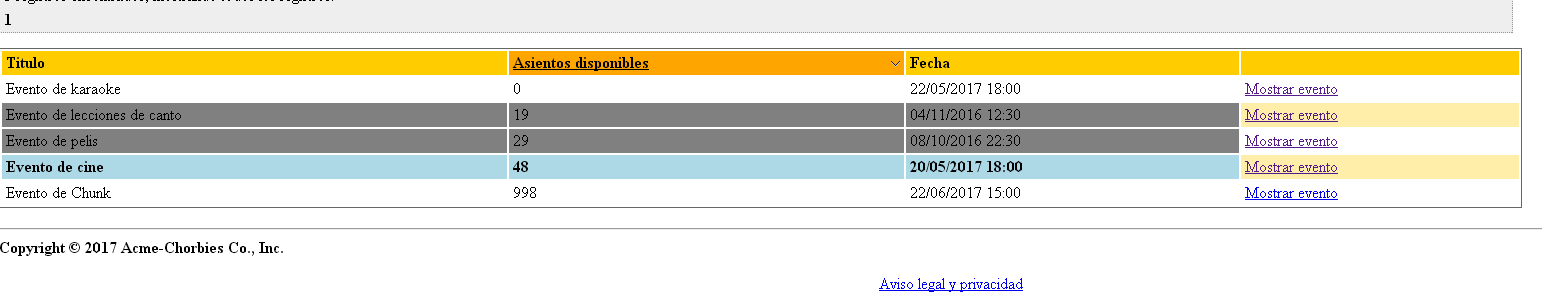 1
Titulo Asientos disponibles Fecha
Evento de karaoke 0 22/05/2017 18:00 Mostrar evento
Evento de lecciones de canto 19 04/11/2016 12:30 Mostrar evento
Evento de pelis 29 08/10/2016 22:30 Mostrar evento
Evento de cine 48 20/05/2017 18:00 Mostrar evento
Evento de Chunk 998 22/06/2017 15:00 Mostrar evento
Copyright © 2017 Acme-Chorbies Co., Inc.
Aviso legal y privacidad